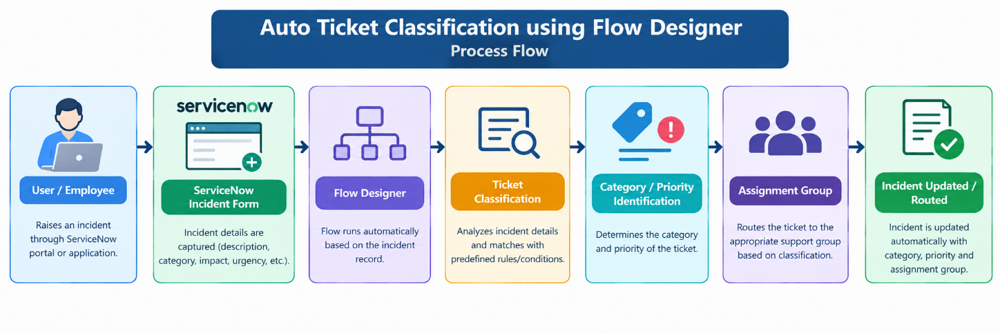 Auto Ticket Classification using Flow Designer
Process Flow
servicenow
User / Employee
Raises an incident
through ServiceNow
portal or application.
ServiceNow
Incident Form
Incident details are
captured (description,
category, impact, urgency, etc.).
Flow Designer
Flow runs automatically
based on the incident
record.
Ticket
Classification
Analyzes incident details
and matches with
predefined rules/conditions.
Category / Priority
Identification
Determines the category
and priority of the ticket.
Assignment Group
Routes the ticket to the
appropriate support group
based on classification.
Incident Updated /
Routed
Incident is updated
automatically with
category, priority and
assignment group.